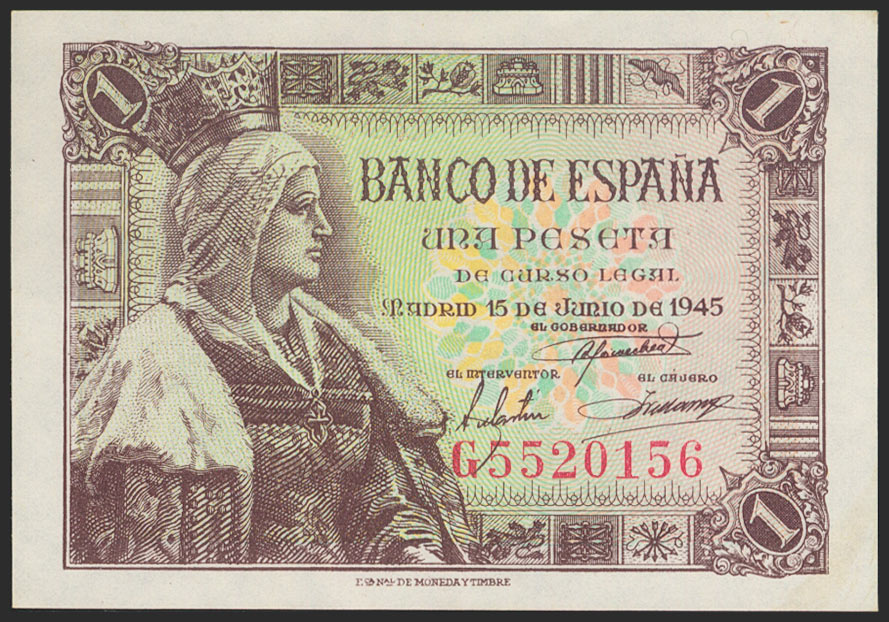 1
1
BANCO DE ESPAÑA
UNA PESETA
DE CURSO LEGAL
MADRID 15 DE JUNIO DE 1945
EL GOBERNADOR
EL INTERVENTOR
EL CAJERO
G5520156
1
NAL DE MONEDA Y TIMBRE